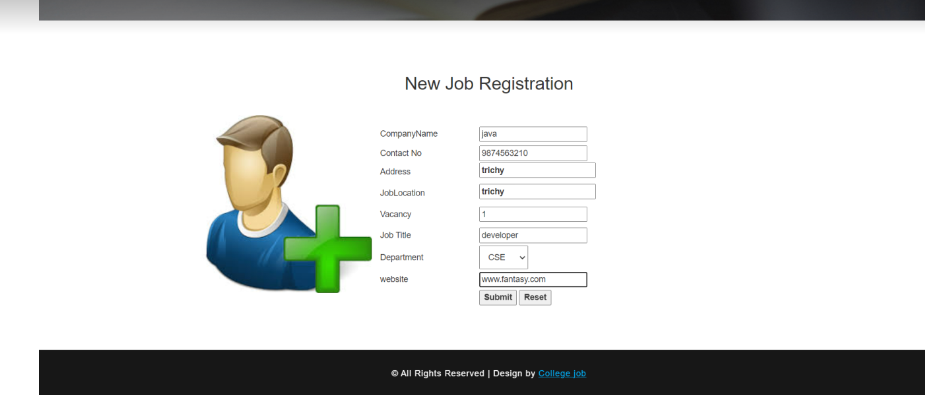 New Job Registration
CompanyName java
Contact No 9874563210
Address trichy
JobLocation trichy
Vacancy 1
Job Title developer
Department CSE
website www.fantasy.com
Submit Reset
© All Rights Reserved | Design by College job